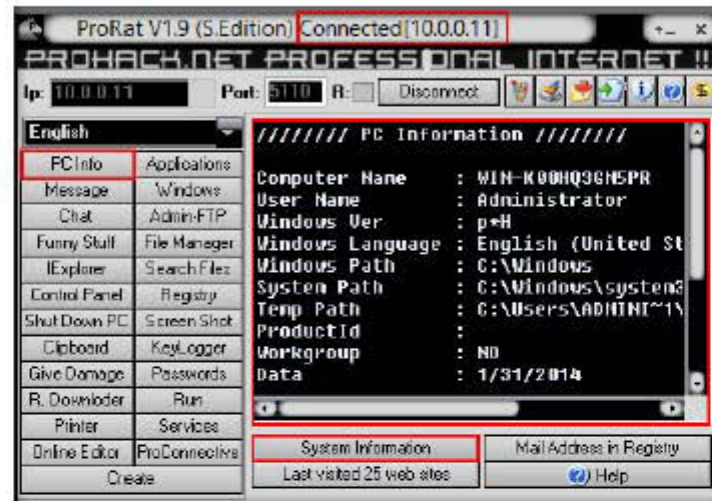 ProRat V1.9 (S.Edition) Connected[10.0.0.11]
PROHACK.NET PROFESSIONAL INTERNET !!
Ip: 10.0.0.11 Port: 5110 R: Disconnect
English
PC Info Applications
Message Windows
Chat Admin-FTP
Funny Stuff File Manager
IExplorer Search Files
Control Panel Registry
Shut Down PC Screen Shot
Clipboard KeyLogger
Give Damage Passwords
R. Downloder Run
Printer Services
Online Editor ProConnective
Create
//////// PC Information ////////
Computer Name : WIN-K00HQ3GH5PR
User Name : Administrator
Windows Ver : p*H
Windows Language : English (United St
Windows Path : C:\Windows
System Path : C:\Windows\system3
Temp Path : C:\Users\ADMINI~1\
ProductId :
Workgroup : NO
Data : 1/31/2014
System Information Mail Address in Registry
Last visited 25 web sites Help